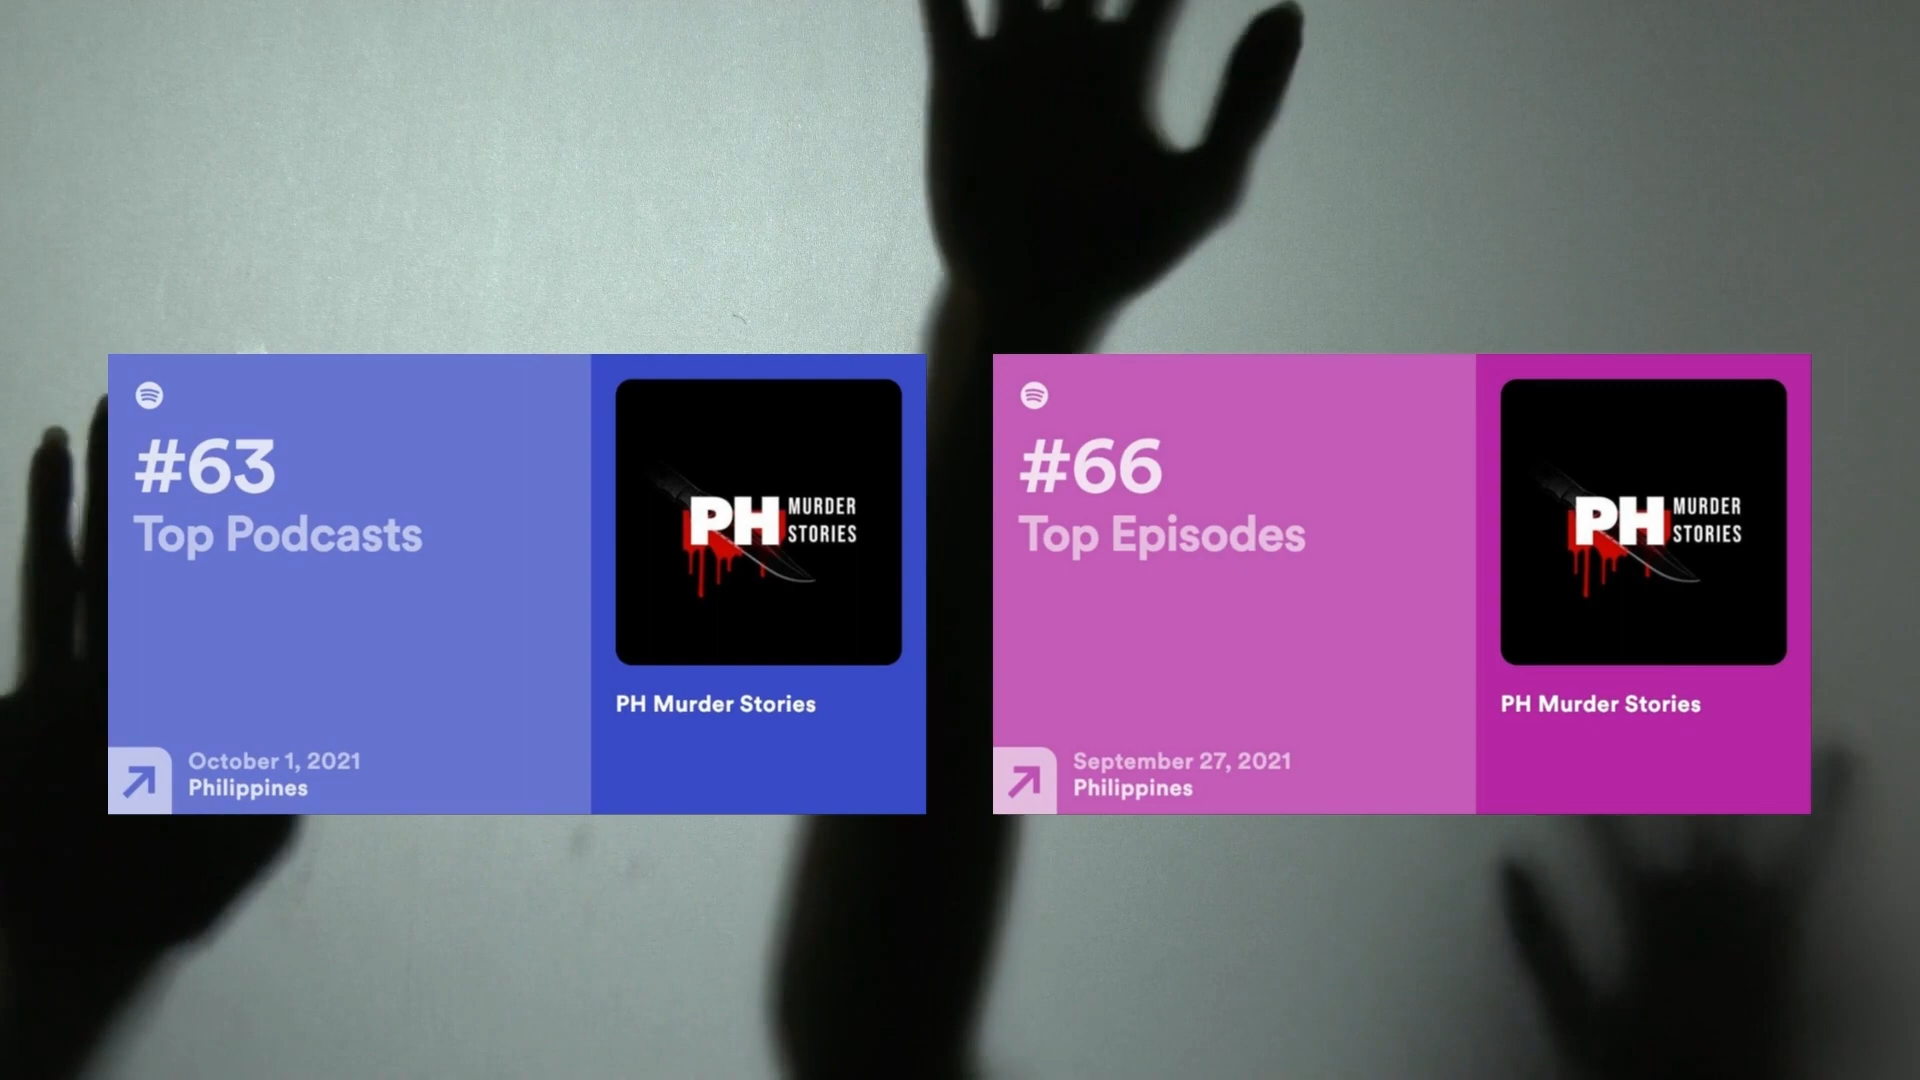 #63
Top Podcasts
PH MURDER
STORIES
PH Murder Stories
October 1, 2021
Philippines
#66
Top Episodes
PH MURDER
STORIES
PH Murder Stories
September 27, 2021
Philippines